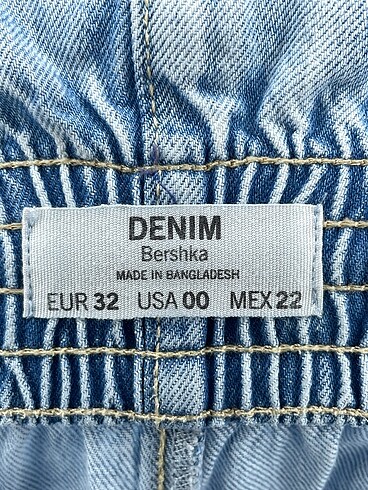 DENIM
Bershka
MADE IN BANGLADESH
EUR 32 USA 00 MEX 22